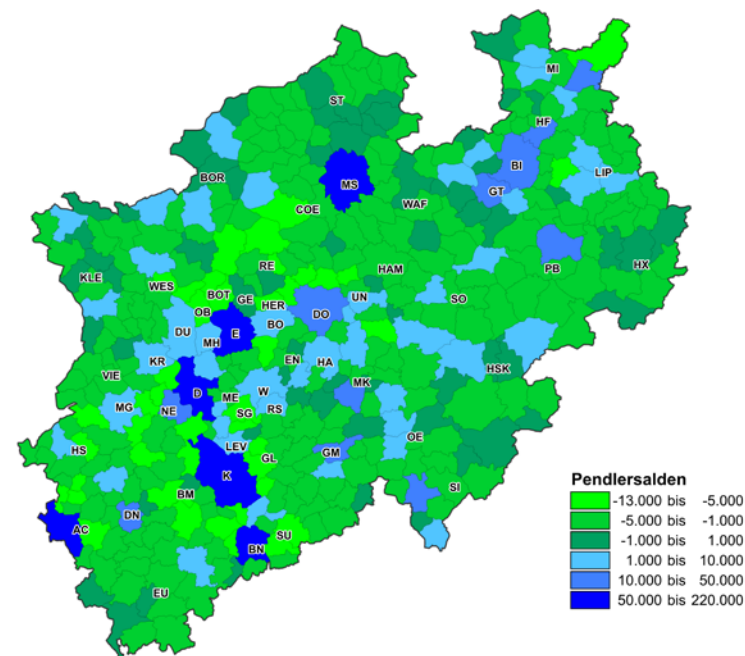 MI
ST
HF
BI
LIP
BOR
MS
GT
WAF
COE
RE
HAM
PB
HX
KLE
WES
BOT
GE
HER
UN
SO
OB
DU
E
BO
DO
MH
KR
EN
HA
HSK
VIE
D
ME
W
MK
MG
NE
SG
RS
OE
HS
LEV
K
GL
GM
SI
BM
DN
AC
BN
SU
EU
Pendlersalden
-13.000 bis -5.000
-5.000 bis -1.000
-1.000 bis 1.000
1.000 bis 10.000
10.000 bis 50.000
50.000 bis 220.000